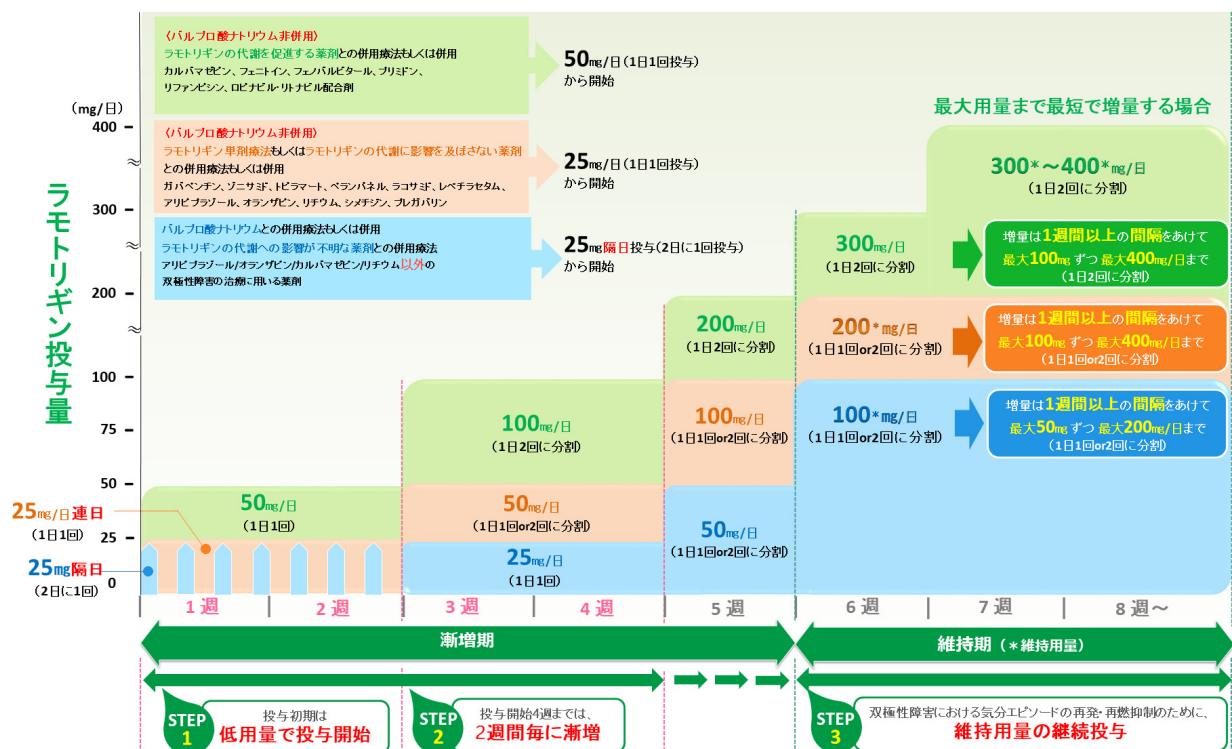 〈バルプロ酸ナトリウム非併用〉
ラモトリギンの代謝を促進する薬剤との併用療法もしくは併用
カルバマゼピン、フェニトイン、フェノバルビタール、プリミドン、
リファンピシン、ロピナビル・リトナビル配合剤
50mg/日(1日1回投与)
から開始
〈バルプロ酸ナトリウム非併用〉
ラモトリギン単剤療法もしくはラモトリギンの代謝に影響を及ぼさない薬剤
との併用療法もしくは併用
ガバペンチン、ゾニサミド、トピラマート、ペランパネル、ラコサミド、レベチラセタム、
アリピプラゾール、オランザピン、リチウム、シメチジン、プレガバリン
25mg/日(1日1回投与)
から開始
バルプロ酸ナトリウムとの併用療法もしくは併用
ラモトリギンの代謝への影響が不明な薬剤との併用療法
アリピプラゾール/オランザピン/カルバマゼピン/リチウム以外の
双極性障害の治療に用いる薬剤
25mg隔日投与(2日に1回投与)
から開始
最大用量まで最短で増量する場合
ラモトリギン投与量
(mg/日)
400
300
200
100
75
50
25
0
25mg/日連日
(1日1回)
25mg隔日
(2日に1回)
50mg/日
(1日1回)
100mg/日
(1日2回に分割)
50mg/日
(1日1回or2回に分割)
25mg/日
(1日1回)
200mg/日
(1日2回に分割)
100mg/日
(1日1回or2回に分割)
50mg/日
(1日1回or2回に分割)
300mg/日
(1日2回に分割)
200*mg/日
(1日1回or2回に分割)
100*mg/日
(1日1回or2回に分割)
300*～400*mg/日
(1日2回に分割)
増量は1週間以上の間隔をあけて
最大100mgずつ最大400mg/日まで
(1日2回に分割)
増量は1週間以上の間隔をあけて
最大100mgずつ最大400mg/日まで
(1日1回or2回に分割)
増量は1週間以上の間隔をあけて
最大50mgずつ最大200mg/日まで
(1日1回or2回に分割)
1週
2週
3週
4週
5週
6週
7週
8週～
漸増期
維持期(*維持用量)
STEP
1
投与初期は
低用量で投与開始
STEP
2
投与開始4週までは、
2週間毎に漸増
STEP
3
双極性障害における気分エピソードの再発・再燃抑制のために、
維持用量の継続投与